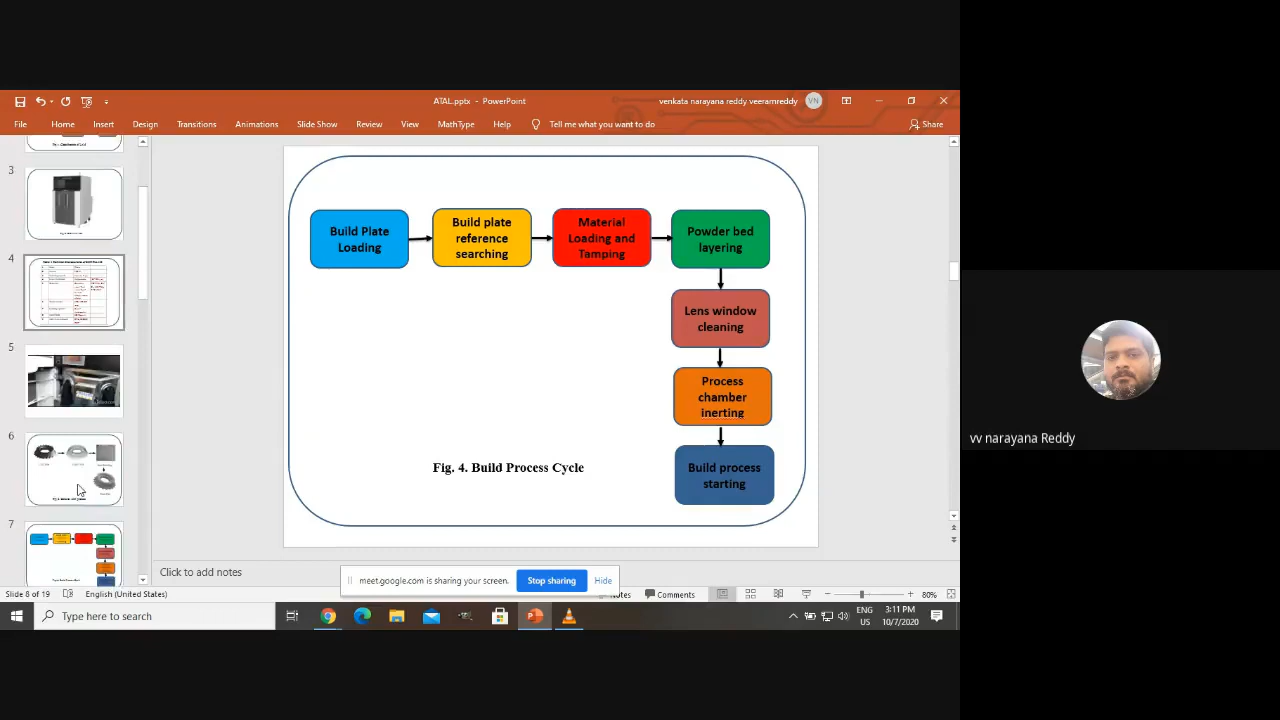 ATAL.pptx - PowerPoint
venkata narayana reddy veeramreddy
VN
File Home Insert Design Transitions Animations Slide Show Review View MathType Help Tell me what you want to do
Share
3
4
5
6
7
Build Plate
Loading
Build plate
reference
searching
Material
Loading and
Tamping
Powder bed
layering
Lens window
cleaning
Process
chamber
inerting
Build process
starting
Fig. 4. Build Process Cycle
vv narayana Reddy
Click to add notes
meet.google.com is sharing your screen.
Stop sharing
Hide
Slide 8 of 19
English (United States)
Comments
80%
Type here to search
ENG
US
3:11 PM
10/7/2020